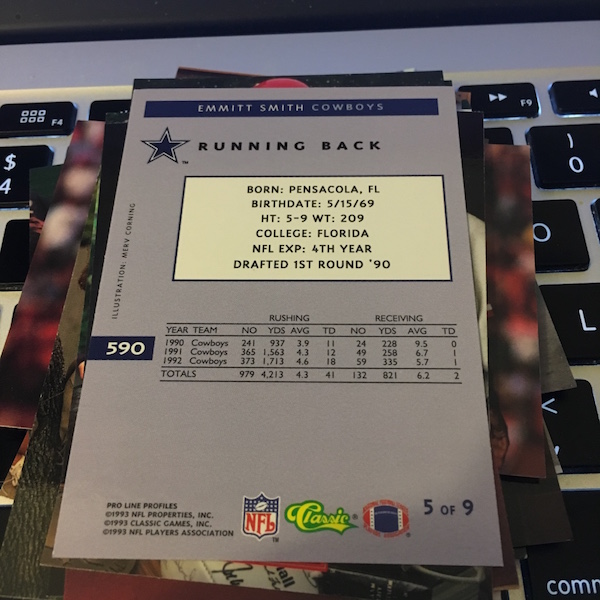 F4
F9
$
4
)
0
O
L
<
comm
EMMITT SMITH COWBOYS
RUNNING BACK
TM
BORN: PENSACOLA, FL
BIRTHDATE: 5/15/69
HT: 5-9 WT: 209
COLLEGE: FLORIDA
NFL EXP: 4TH YEAR
DRAFTED 1ST ROUND '90
ILLUSTRATION: MERV CORNING
RUSHING RECEIVING
YEAR TEAM NO YDS AVG TD NO YDS AVG TD
1990 Cowboys 241 937 3.9 11 24 228 9.5 0
1991 Cowboys 365 1,563 4.3 12 49 258 6.7 1
1992 Cowboys 373 1,713 4.6 18 59 335 5.7 1
TOTALS 979 4,213 4.3 41 132 821 6.2 2
590
PRO LINE PROFILES
©1993 NFL PROPERTIES, INC.
©1993 CLASSIC GAMES, INC.
©1993 NFL PLAYERS ASSOCIATION
NFL
TM
Classic®
5 OF 9